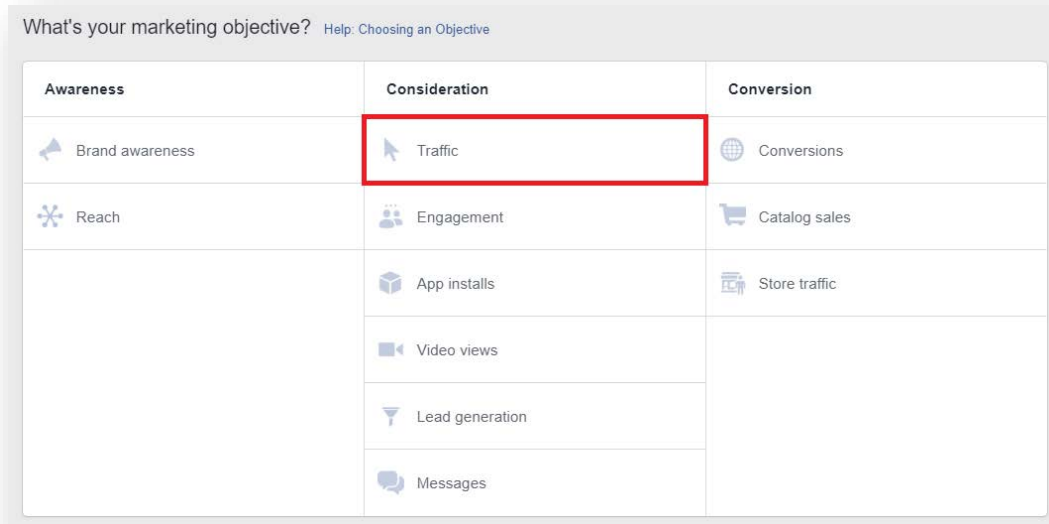 What's your marketing objective? Help: Choosing an Objective
Awareness
Consideration
Conversion
Brand awareness
Traffic
Conversions
Reach
Engagement
Catalog sales
App installs
Store traffic
Video views
Lead generation
Messages